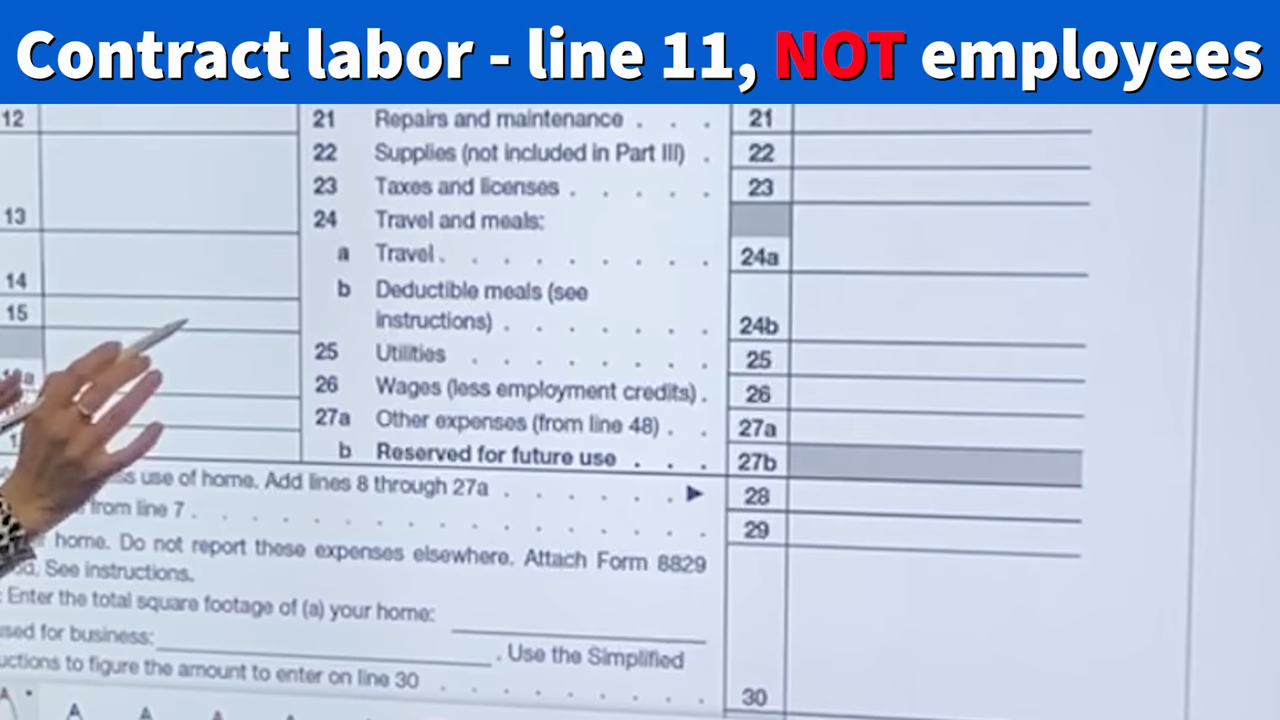 Contract labor - line 11, NOT employees
12
13
14
15
21 Repairs and maintenance . . . 21
22 Supplies (not included in Part III) . 22
23 Taxes and licenses . . . . . 23
24 Travel and meals:
a Travel . . . . . . . . . 24a
b Deductible meals (see
instructions) . . . . . . . 24b
25 Utilities . . . . . . . . 25
26 Wages (less employment credits) . 26
27a Other expenses (from line 48) . . 27a
b Reserved for future use . . . 27b
use of home. Add lines 8 through 27a . . . . . . ▶ 28
from line 7 . . . . . . . . . . . . . . . . . 29
home. Do not report these expenses elsewhere. Attach Form 8829
See instructions.
: Enter the total square footage of (a) your home:
for business: . Use the Simplified
to figure the amount to enter on line 30 . . . . . . . . . 30
A A A A